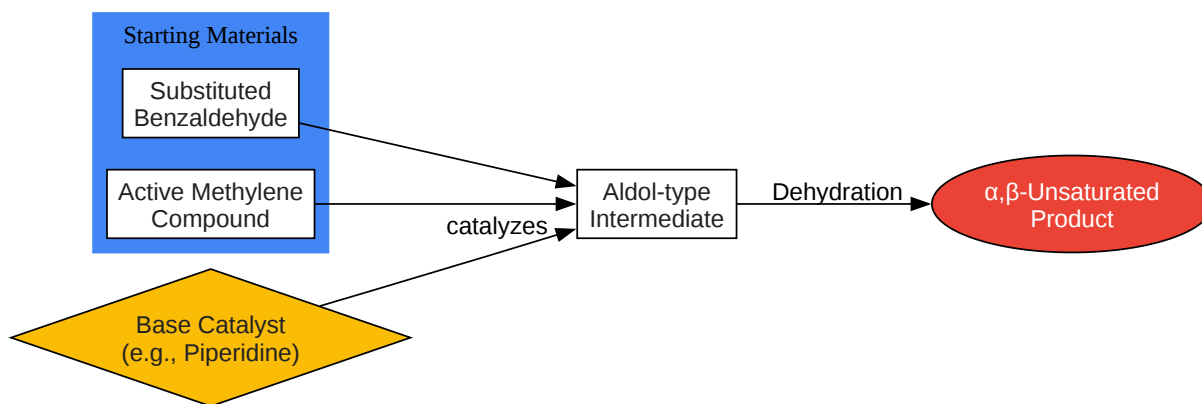 Starting Materials
Substituted
Benzaldehyde
Active Methylene
Compound
catalyzes
Base Catalyst
(e.g., Piperidine)
Aldol-type
Intermediate
Dehydration
α,β-Unsaturated
Product